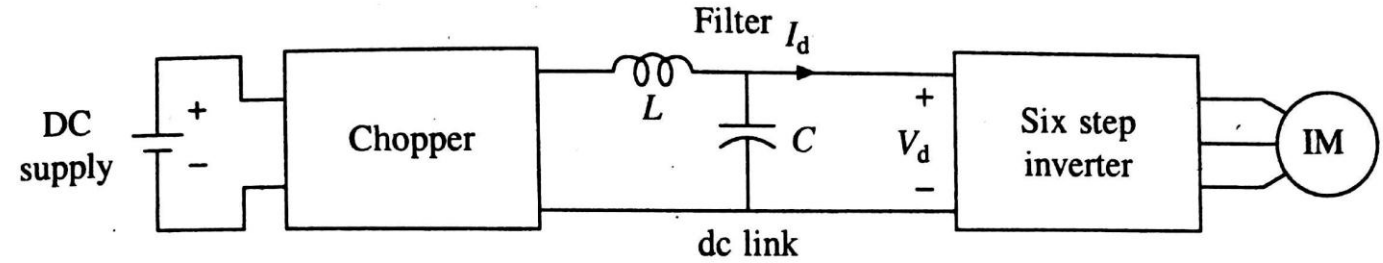 Filter I_d
DC
supply
+
−
Chopper
L
C
+
V_d
−
dc link
Six step
inverter
IM